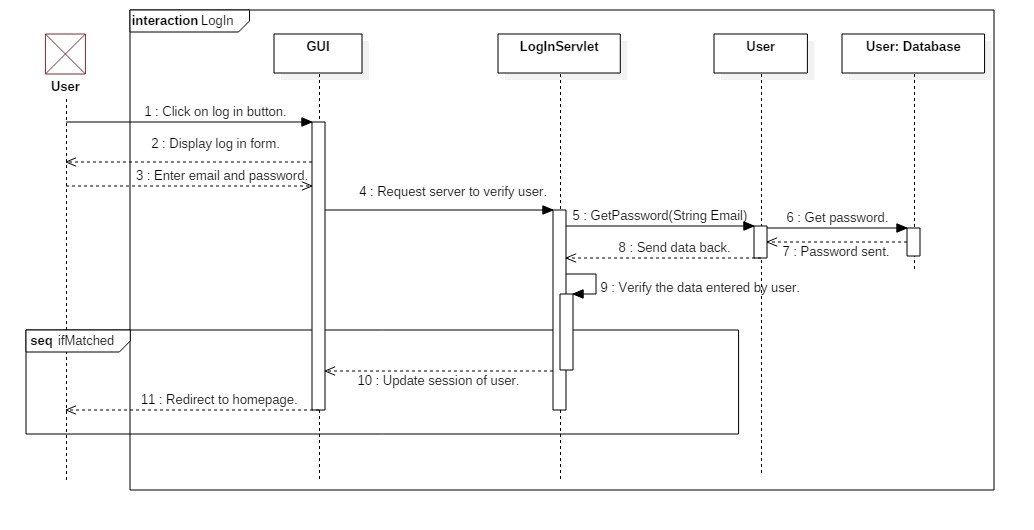 interaction LogIn
GUI
LogInServlet
User
User: Database
User
1 : Click on log in button.
2 : Display log in form.
3 : Enter email and password.
4 : Request server to verify user.
5 : GetPassword(String Email)
6 : Get password.
8 : Send data back.
7 : Password sent.
9 : Verify the data entered by user.
seq ifMatched
10 : Update session of user.
11 : Redirect to homepage.